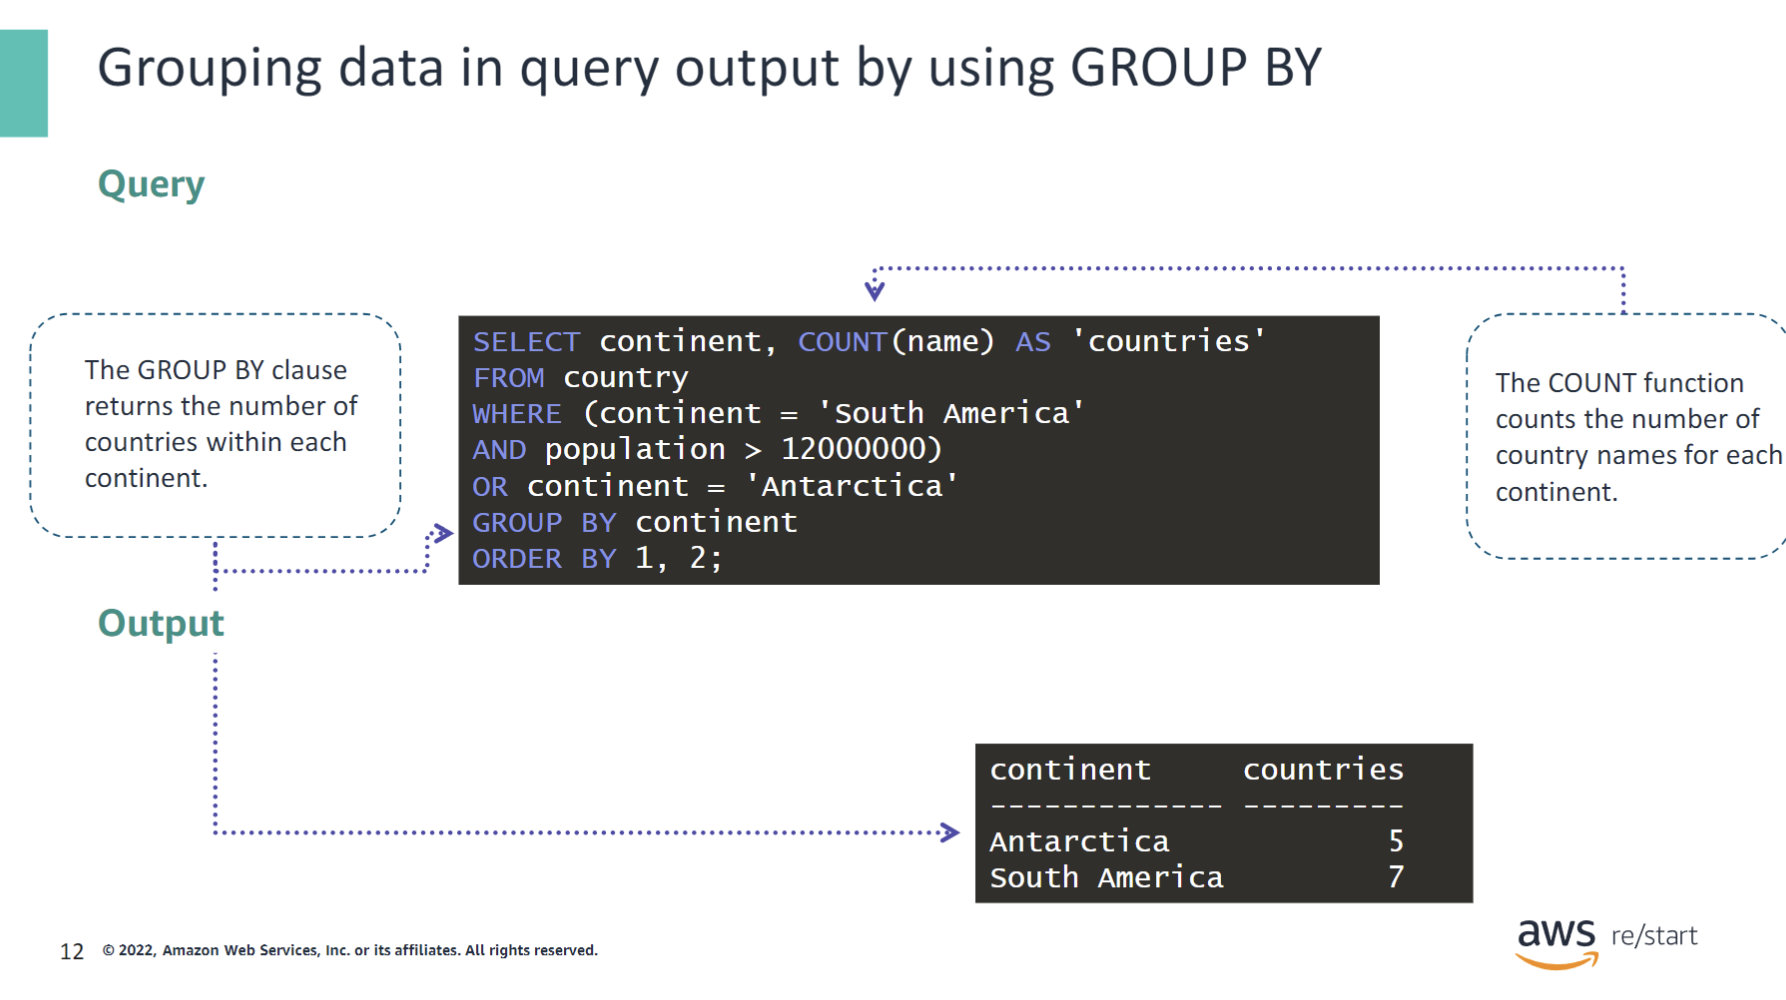 Grouping data in query output by using GROUP BY
Query
The GROUP BY clause
returns the number of
countries within each
continent.
SELECT continent, COUNT(name) AS 'countries'
FROM country
WHERE (continent = 'South America'
AND population > 12000000)
OR continent = 'Antarctica'
GROUP BY continent
ORDER BY 1, 2;
The COUNT function
counts the number of
country names for each
continent.
Output
continent countries
------------- ---------
Antarctica 5
South America 7
12 © 2022, Amazon Web Services, Inc. or its affiliates. All rights reserved.
aws re/start